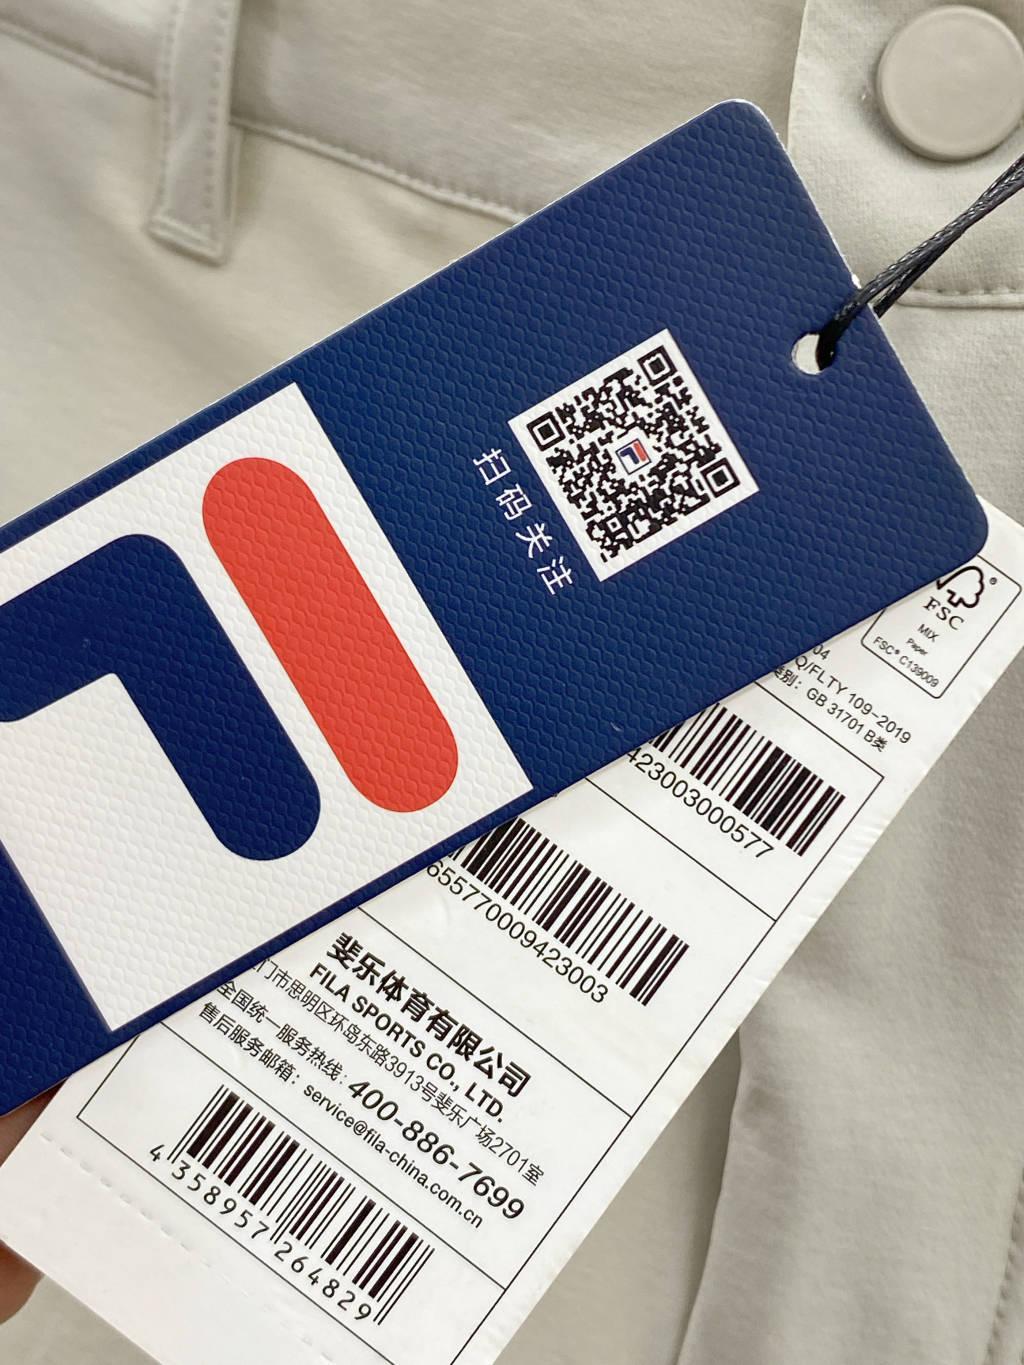 扫码关注
FSC®
MIX
Paper
FSC® C139009
04
Q/FLTY 109-2019
类别: GB 31701 B类
423003000577
655770009423003
斐乐体育有限公司
FILA SPORTS CO., LTD.
门市思明区环岛东路3913号斐乐广场2701室
全国统一服务热线: 400-886-7699
售后服务邮箱: service@fila-china.com.cn
4 358957 264829